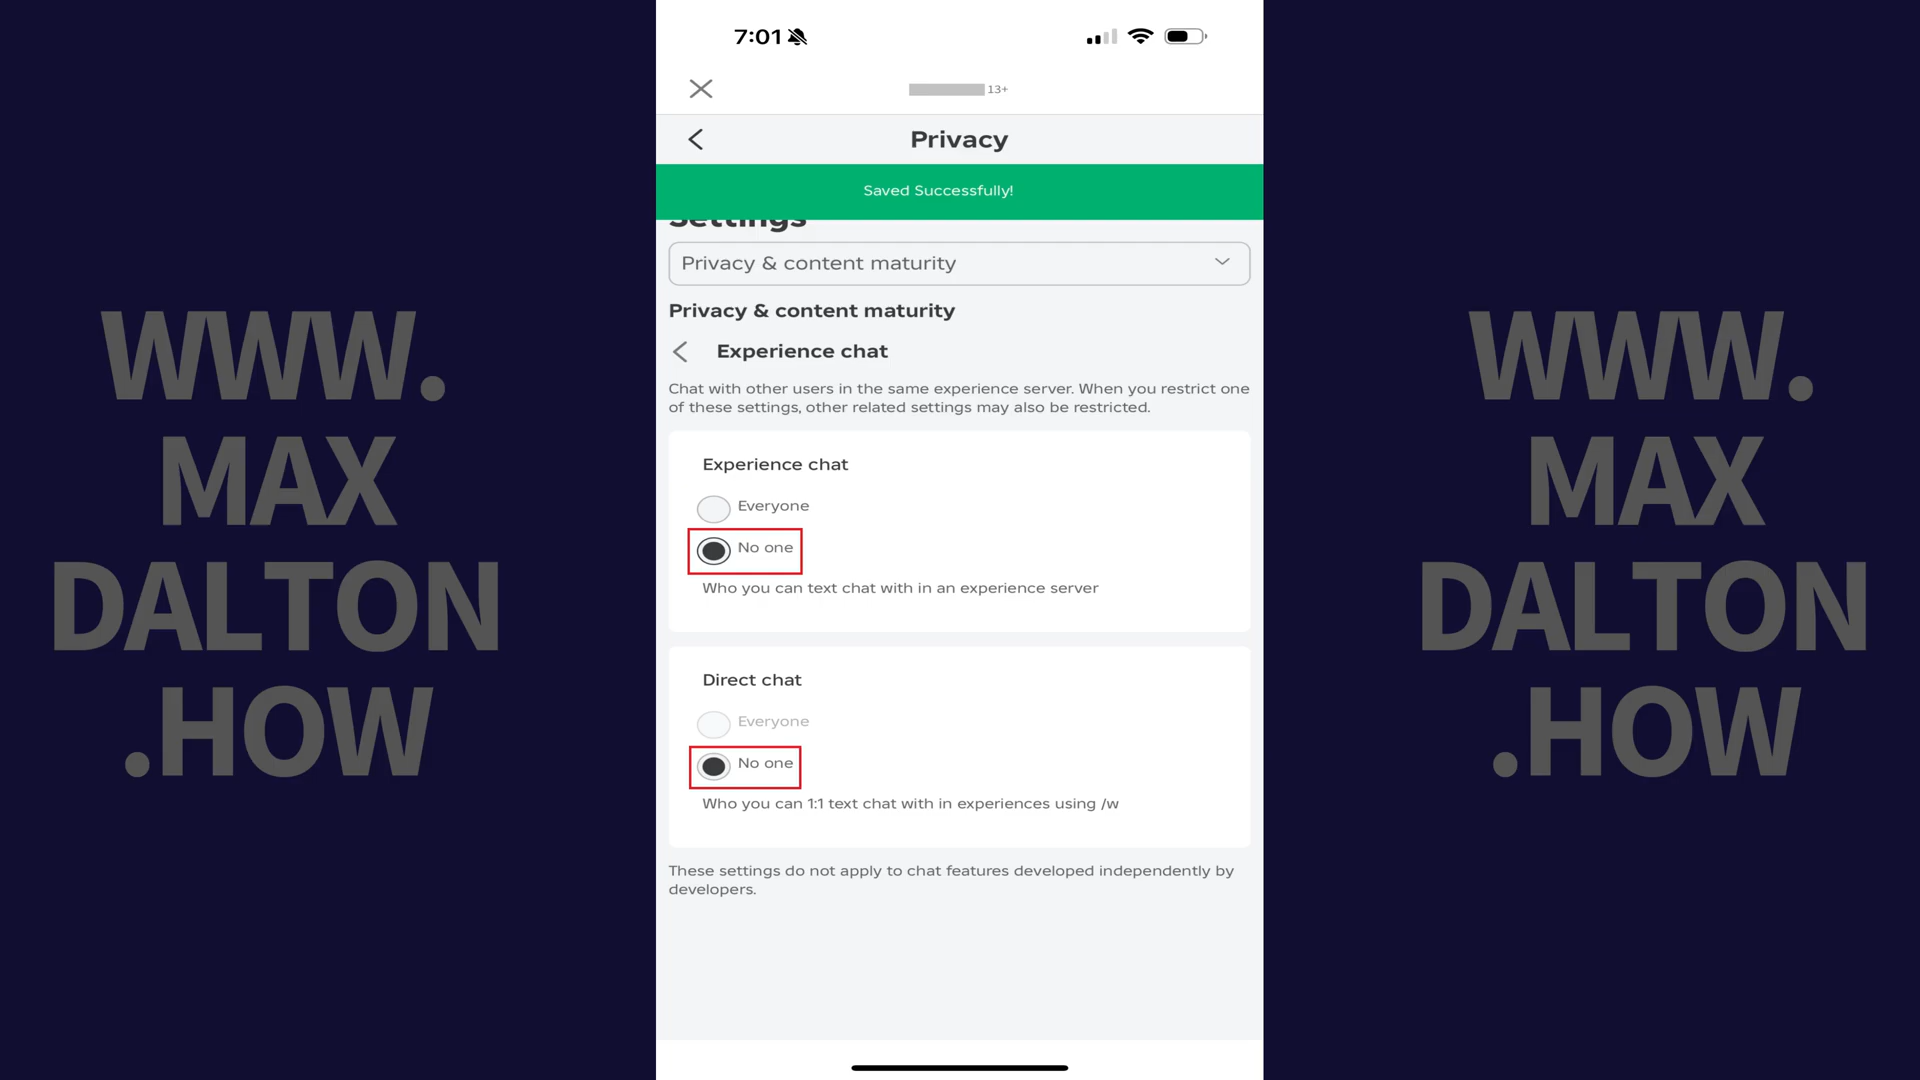 WWW.
MAX
DALTON
.HOW
7:01
13+
Privacy
Saved Successfully!
Settings
Privacy & content maturity
Privacy & content maturity
Experience chat
Chat with other users in the same experience server. When you restrict one
of these settings, other related settings may also be restricted.
Experience chat
Everyone
No one
Who you can text chat with in an experience server
Direct chat
Everyone
No one
Who you can 1:1 text chat with in experiences using /w
These settings do not apply to chat features developed independently by
developers.
WWW.
MAX
DALTON
.HOW